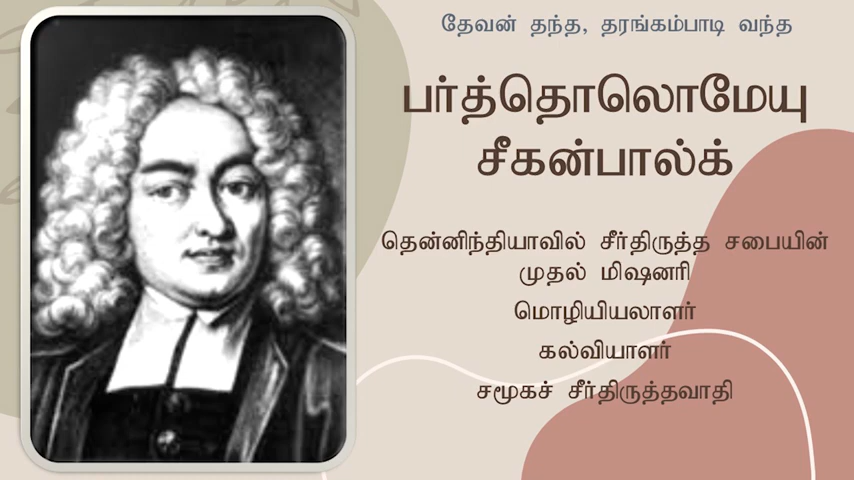 தேவன் தந்த, தரங்கம்பாடி வந்த
பர்த்தொலொமேயு
சீகன்பால்க்
தென்னிந்தியாவில் சீர்திருத்த சபையின்
முதல் மிஷனரி
மொழியியலாளர்
கல்வியாளர்
சமூகச் சீர்திருத்தவாதி